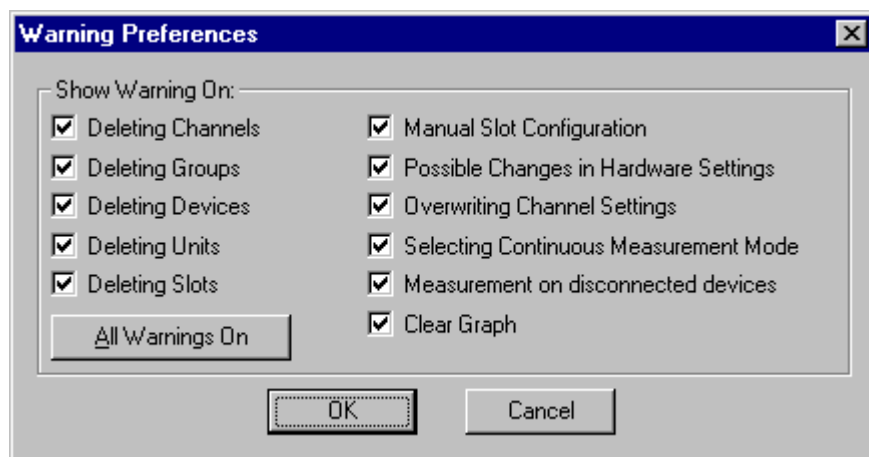 Warning Preferences
Show Warning On:
Deleting Channels
Deleting Groups
Deleting Devices
Deleting Units
Deleting Slots
All Warnings On
Manual Slot Configuration
Possible Changes in Hardware Settings
Overwriting Channel Settings
Selecting Continuous Measurement Mode
Measurement on disconnected devices
Clear Graph
OK
Cancel